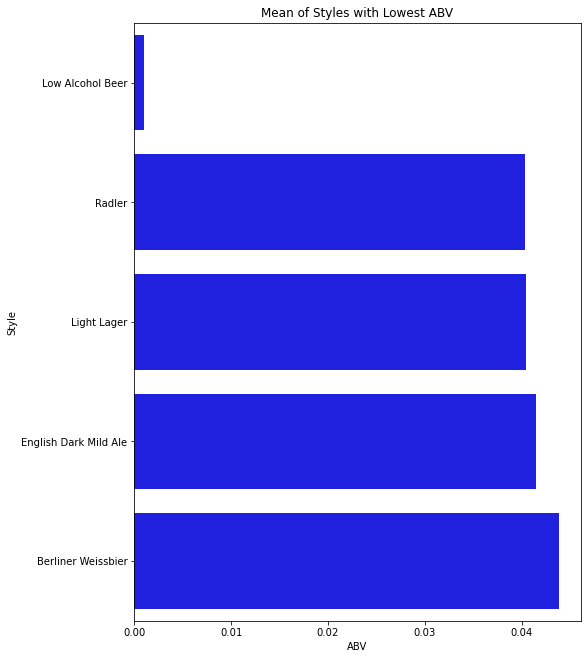 Mean of Styles with Lowest ABV
Low Alcohol Beer
Radler
Light Lager
English Dark Mild Ale
Berliner Weissbier
Style
0.00 0.01 0.02 0.03 0.04
ABV